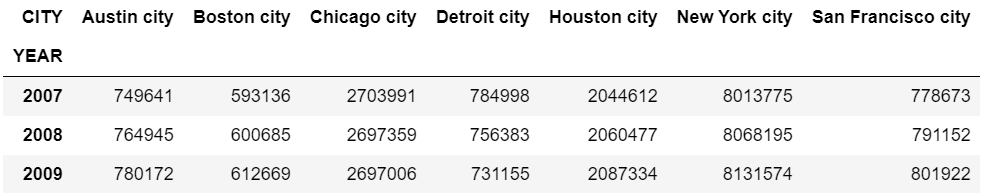 CITY Austin city Boston city Chicago city Detroit city Houston city New York city San Francisco city
YEAR
2007 749641 593136 2703991 784998 2044612 8013775 778673
2008 764945 600685 2697359 756383 2060477 8068195 791152
2009 780172 612669 2697006 731155 2087334 8131574 801922